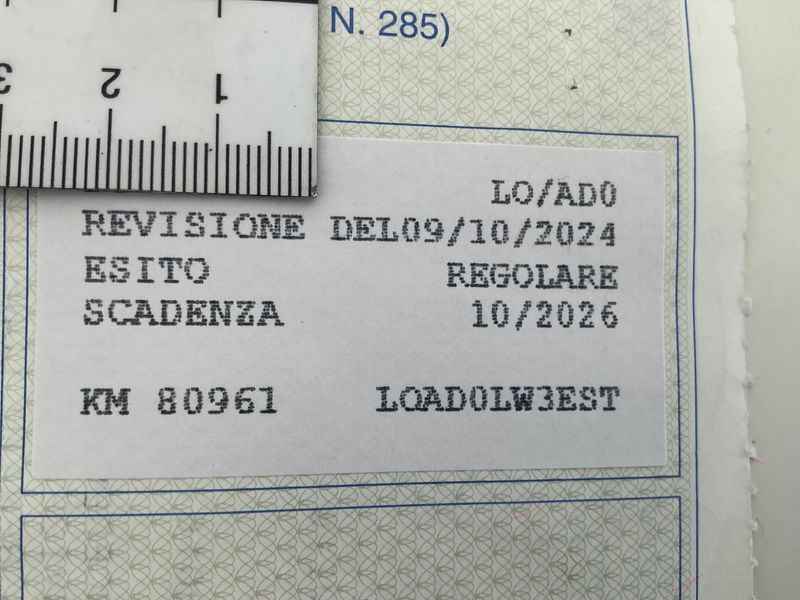 N. 285)
3 2 1
LO/AD0
REVISIONE DEL09/10/2024
ESITO REGOLARE
SCADENZA 10/2026
KM 80961 LOAD0LW3EST